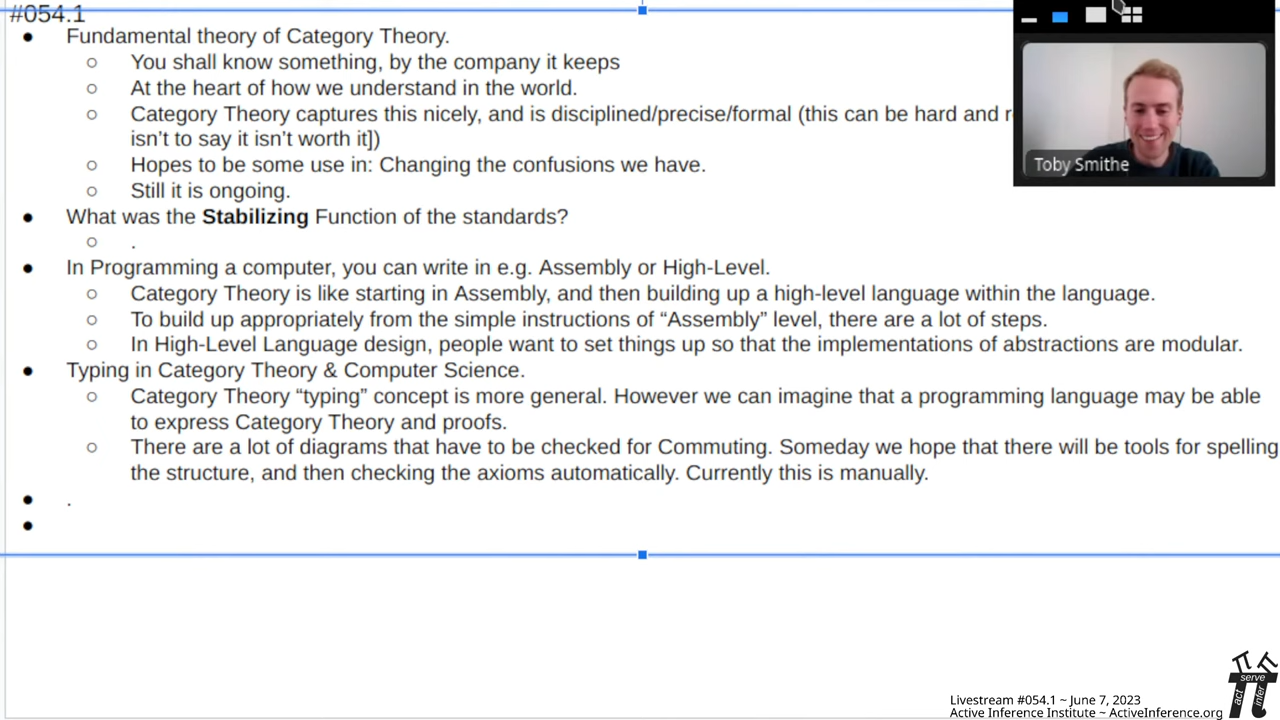 #054.1
● Fundamental theory of Category Theory.
○ You shall know something, by the company it keeps
○ At the heart of how we understand in the world.
○ Category Theory captures this nicely, and is disciplined/precise/formal (this can be hard and
isn’t to say it isn’t worth it])
○ Hopes to be some use in: Changing the confusions we have.
○ Still it is ongoing.
● What was the Stabilizing Function of the standards?
○ .
● In Programming a computer, you can write in e.g. Assembly or High-Level.
○ Category Theory is like starting in Assembly, and then building up a high-level language within the language.
○ To build up appropriately from the simple instructions of “Assembly” level, there are a lot of steps.
○ In High-Level Language design, people want to set things up so that the implementations of abstractions are modular.
● Typing in Category Theory & Computer Science.
○ Category Theory “typing” concept is more general. However we can imagine that a programming language may be able
to express Category Theory and proofs.
○ There are a lot of diagrams that have to be checked for Commuting. Someday we hope that there will be tools for spelling
the structure, and then checking the axioms automatically. Currently this is manually.
● .
●
Toby Smithe
serve
act
infer
Livestream #054.1 ~ June 7, 2023
Active Inference Institute ~ ActiveInference.org